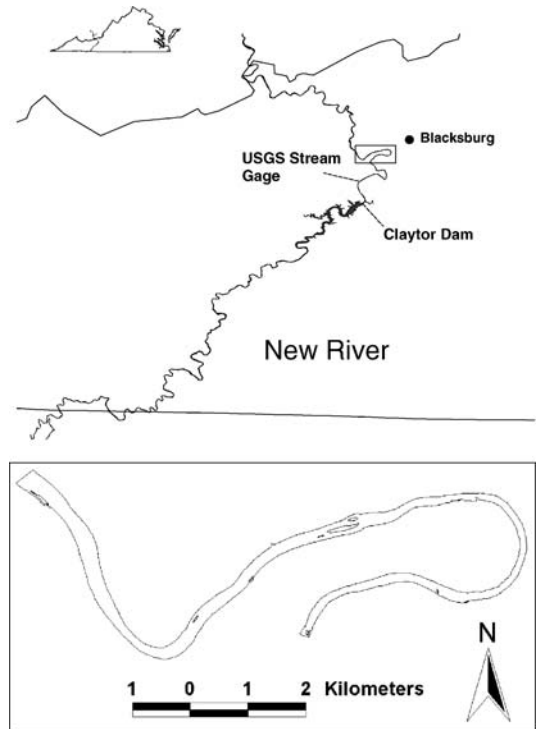 Blacksburg
USGS Stream
Gage
Claytor Dam
New River
N
1 0 1 2 Kilometers